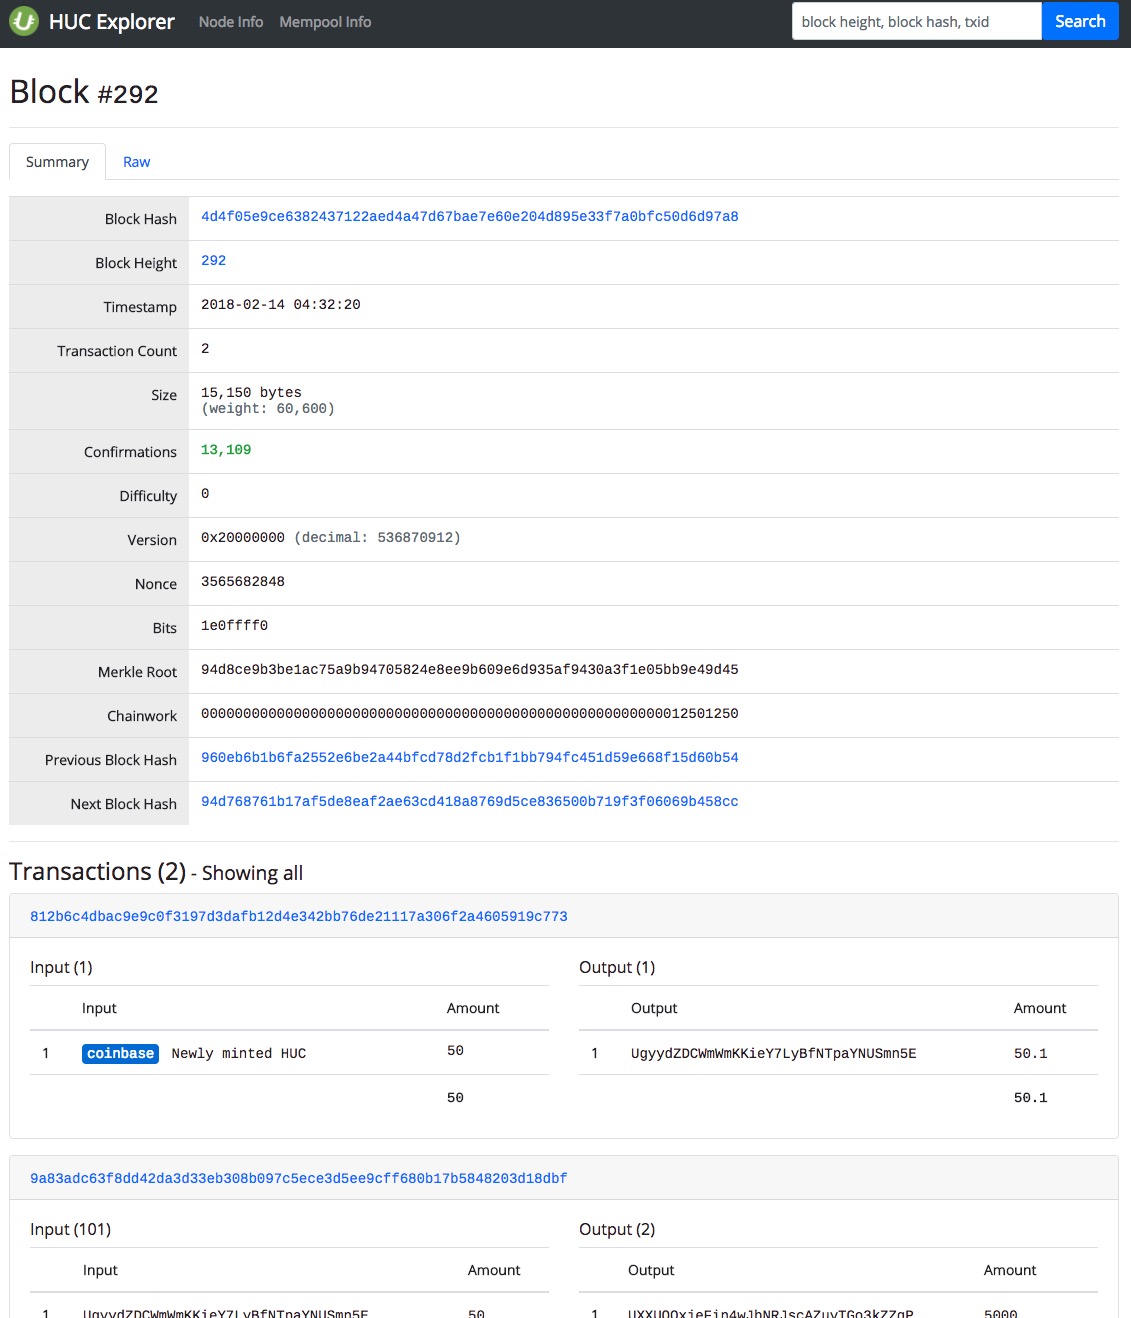 HUC Explorer Node Info Mempool Info block height, block hash, txid Search
Block #292
Summary Raw
Block Hash 4d4f05e9ce6382437122aed4a47d67bae7e60e204d895e33f7a0bfc50d6d97a8
Block Height 292
Timestamp 2018-02-14 04:32:20
Transaction Count 2
Size 15,150 bytes
(weight: 60,600)
Confirmations 13,109
Difficulty 0
Version 0x20000000 (decimal: 536870912)
Nonce 3565682848
Bits 1e0ffff0
Merkle Root 94d8ce9b3be1ac75a9b94705824e8ee9b609e6d935af9430a3f1e05bb9e49d45
Chainwork 0000000000000000000000000000000000000000000000000000000012501250
Previous Block Hash 960eb6b1b6fa2552e6be2a44bfcd78d2fcb1f1bb794fc451d59e668f15d60b54
Next Block Hash 94d768761b17af5de8eaf2ae63cd418a8769d5ce836500b719f3f06069b458cc
Transactions (2) - Showing all
812b6c4dbac9e9c0f3197d3dafb12d4e342bb76de21117a306f2a4605919c773
Input (1) Output (1)
Input Amount Output Amount
1 coinbase Newly minted HUC 50 1 UgyydZDCWmWmKKieY7LyBfNTpaYNUSmn5E 50.1
50 50.1
9a83adc63f8dd42da3d33eb308b097c5ece3d5ee9cff680b17b5848203d18dbf
Input (101) Output (2)
Input Amount Output Amount
1 UgyydZDCWmWmKKieY7LyBfNTpaYNUSmn5E 50 1 5000